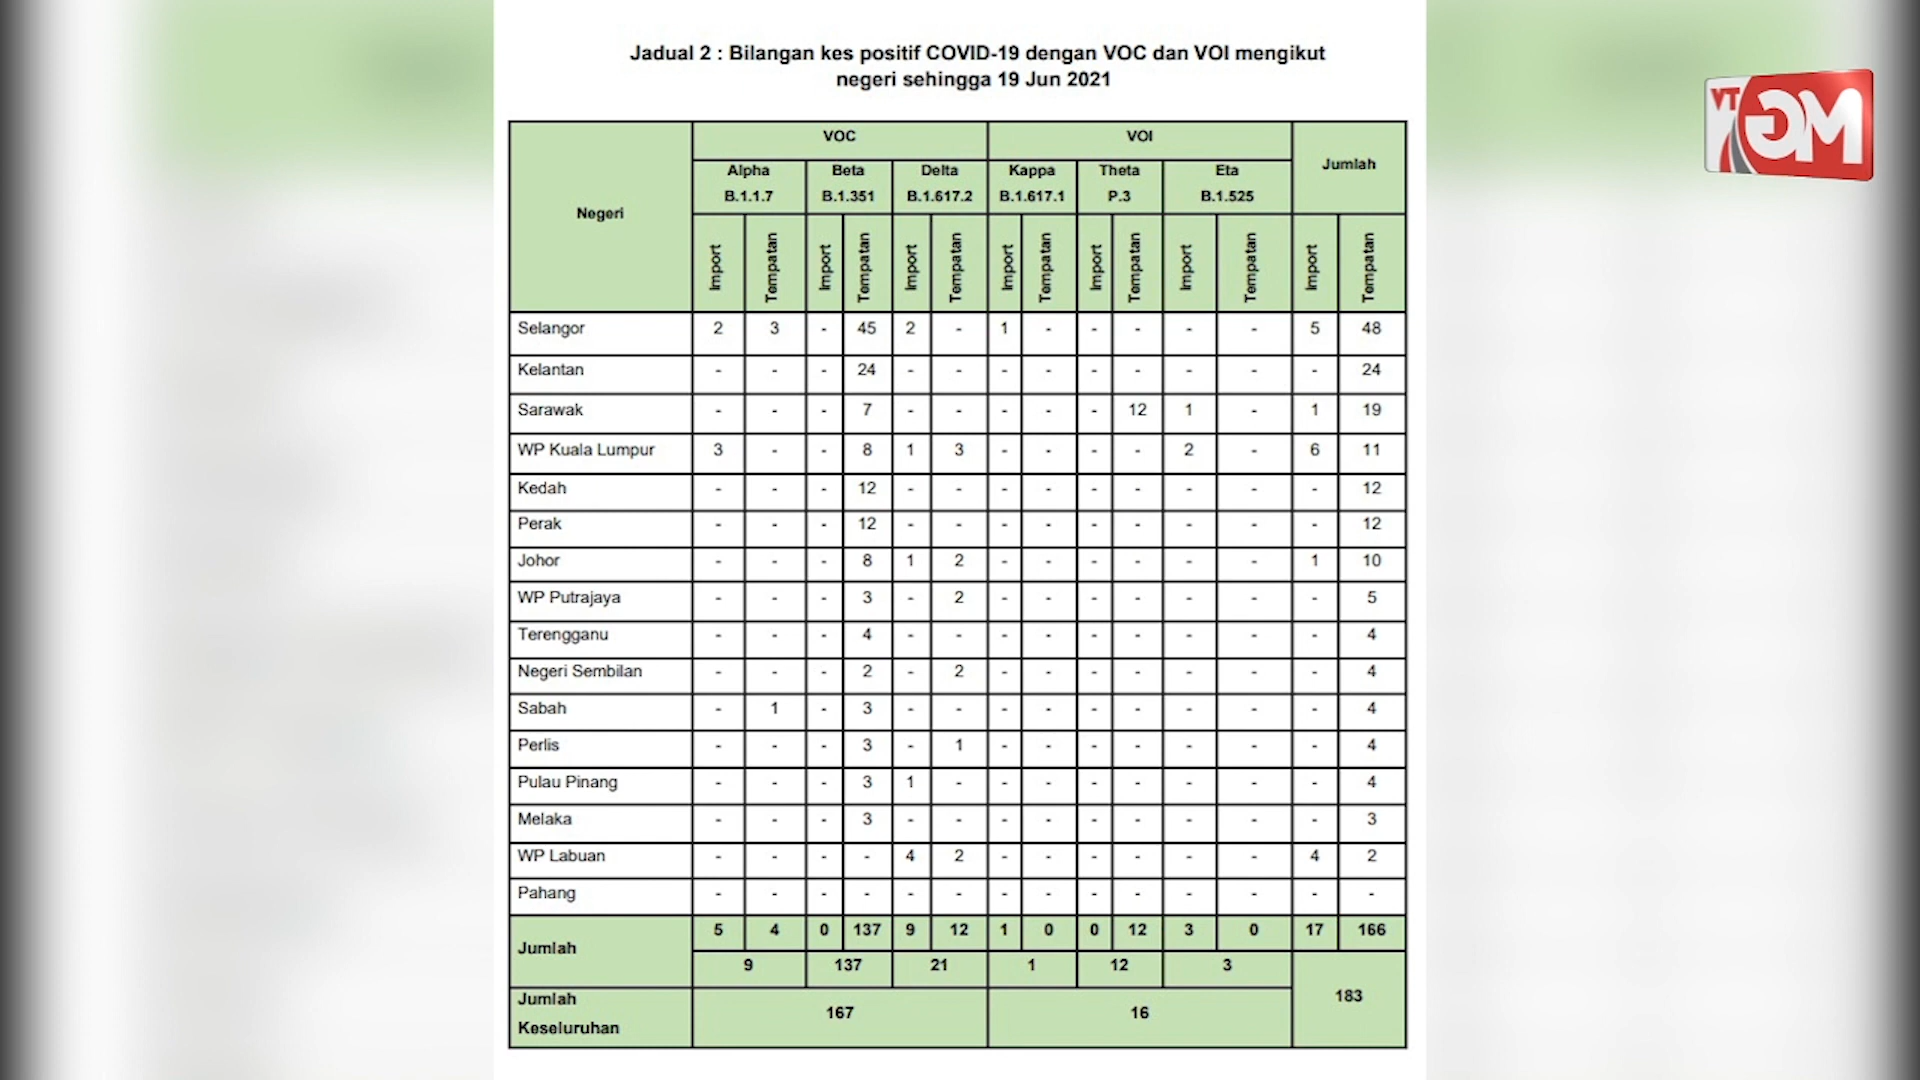 Jadual 2 : Bilangan kes positif COVID-19 dengan VOC dan VOI mengikut
negeri sehingga 19 Jun 2021
VT
GM
Negeri VOC VOI Jumlah
Alpha Beta Delta Kappa Theta Eta
B.1.1.7 B.1.351 B.1.617.2 B.1.617.1 P.3 B.1.525
Import Tempatan Import Tempatan Import Tempatan Import Tempatan Import Tempatan Import Tempatan Import Tempatan
Selangor 2 3 - 45 2 - 1 - - - - - 5 48
Kelantan - - - 24 - - - - - - - - - 24
Sarawak - - - 7 - - - - - 12 1 - 1 19
WP Kuala Lumpur 3 - - 8 1 3 - - - - 2 - 6 11
Kedah - - - 12 - - - - - - - - - 12
Perak - - - 12 - - - - - - - - - 12
Johor - - - 8 1 2 - - - - - - 1 10
WP Putrajaya - - - 3 - 2 - - - - - - - 5
Terengganu - - - 4 - - - - - - - - - 4
Negeri Sembilan - - - 2 - 2 - - - - - - - 4
Sabah - 1 - 3 - - - - - - - - - 4
Perlis - - - 3 - 1 - - - - - - - 4
Pulau Pinang - - - 3 1 - - - - - - - - 4
Melaka - - - 3 - - - - - - - - - 3
WP Labuan - - - - 4 2 - - - - - - 4 2
Pahang - - - - - - - - - - - - - -
Jumlah 5 4 0 137 9 12 1 0 0 12 3 0 17 166
9 137 21 1 12 3
Jumlah
Keseluruhan 167 16 183